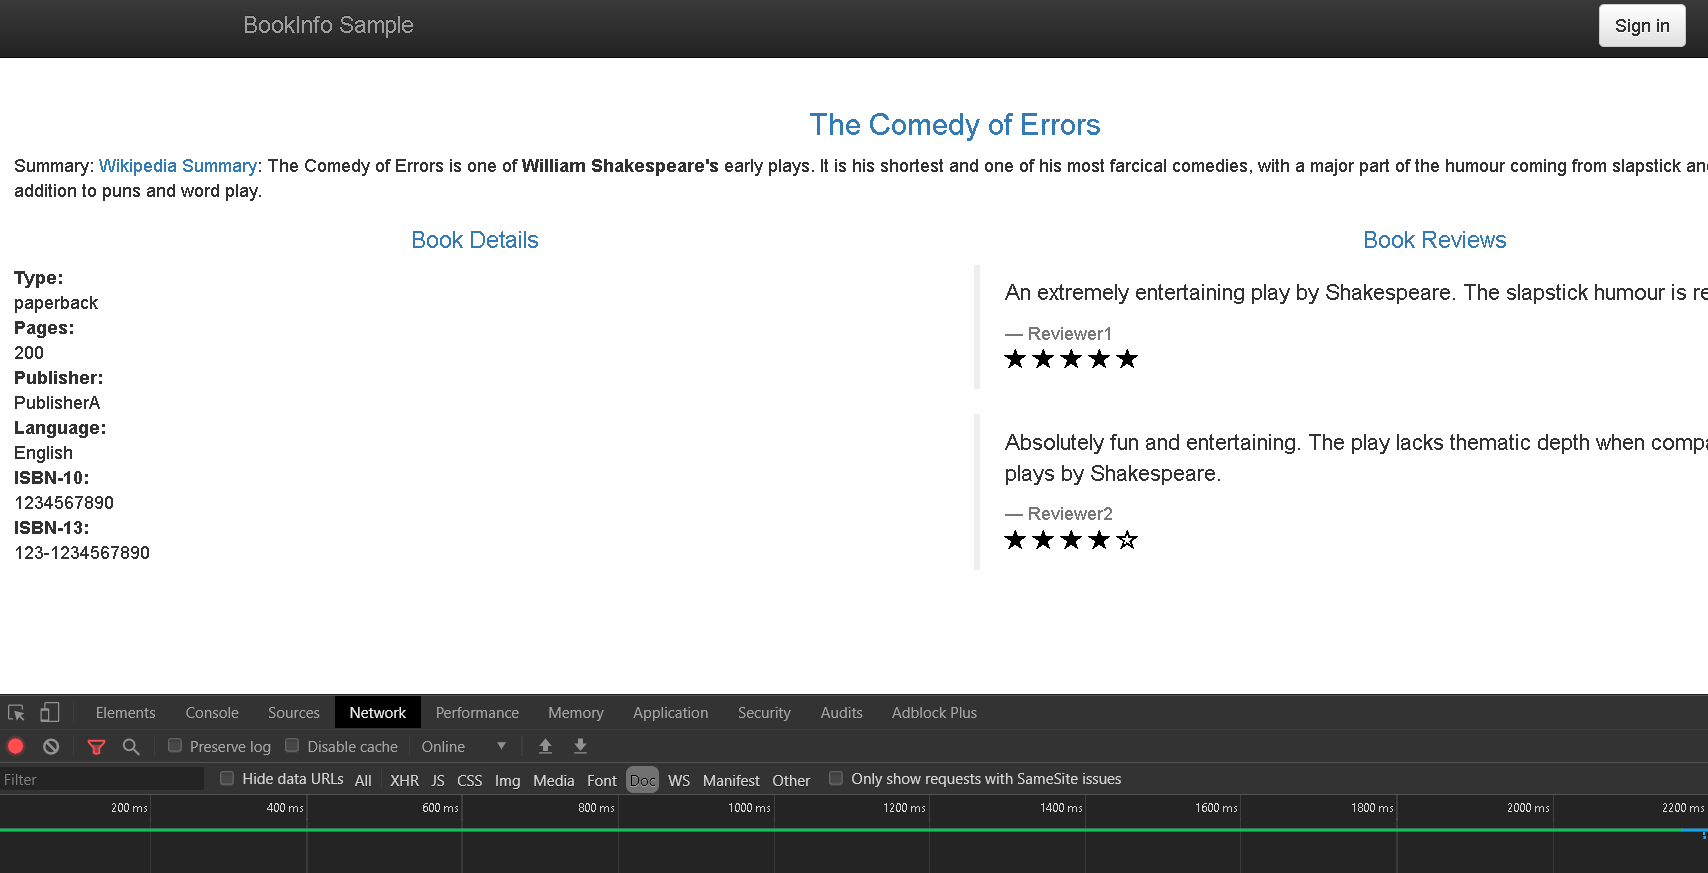 BookInfo Sample
Sign in
The Comedy of Errors
Summary: Wikipedia Summary: The Comedy of Errors is one of William Shakespeare's early plays. It is his shortest and one of his most farcical comedies, with a major part of the humour coming from slapstick
addition to puns and word play.
Book Details
Type:
paperback
Pages:
200
Publisher:
PublisherA
Language:
English
ISBN-10:
1234567890
ISBN-13:
123-1234567890
Book Reviews
An extremely entertaining play by Shakespeare. The slapstick humour is
— Reviewer1
Absolutely fun and entertaining. The play lacks thematic depth when
plays by Shakespeare.
— Reviewer2
Elements Console Sources Network Performance Memory Application Security Audits Adblock Plus
Preserve log Disable cache Online
Filter Hide data URLs All XHR JS CSS Img Media Font Doc WS Manifest Other Only show requests with SameSite issues
200 ms 400 ms 600 ms 800 ms 1000 ms 1200 ms 1400 ms 1600 ms 1800 ms 2000 ms 2200 ms